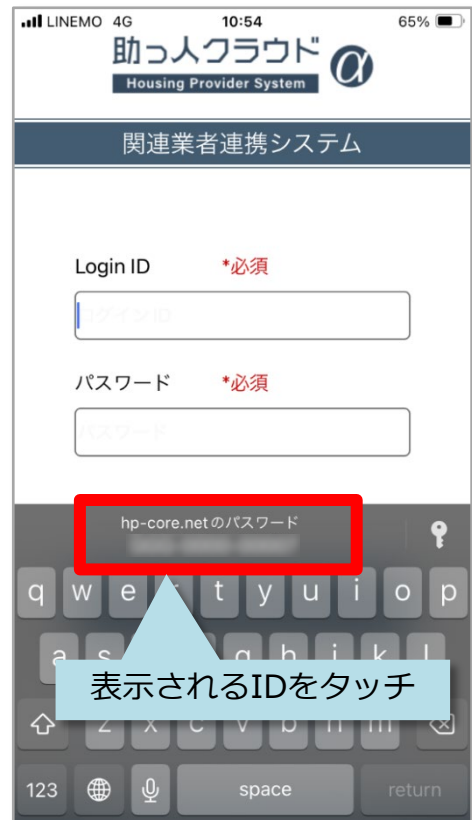 LINEMO 4G 10:54 65%
助っ人クラウド α
Housing Provider System
関連業者連携システム
Login ID *必須
ログインID
パスワード *必須
パスワード
hp-core.netのパスワード
q w e r t y u i o p
a s g h j k l
表示されるIDをタッチ
z x c v b n m
123 space return